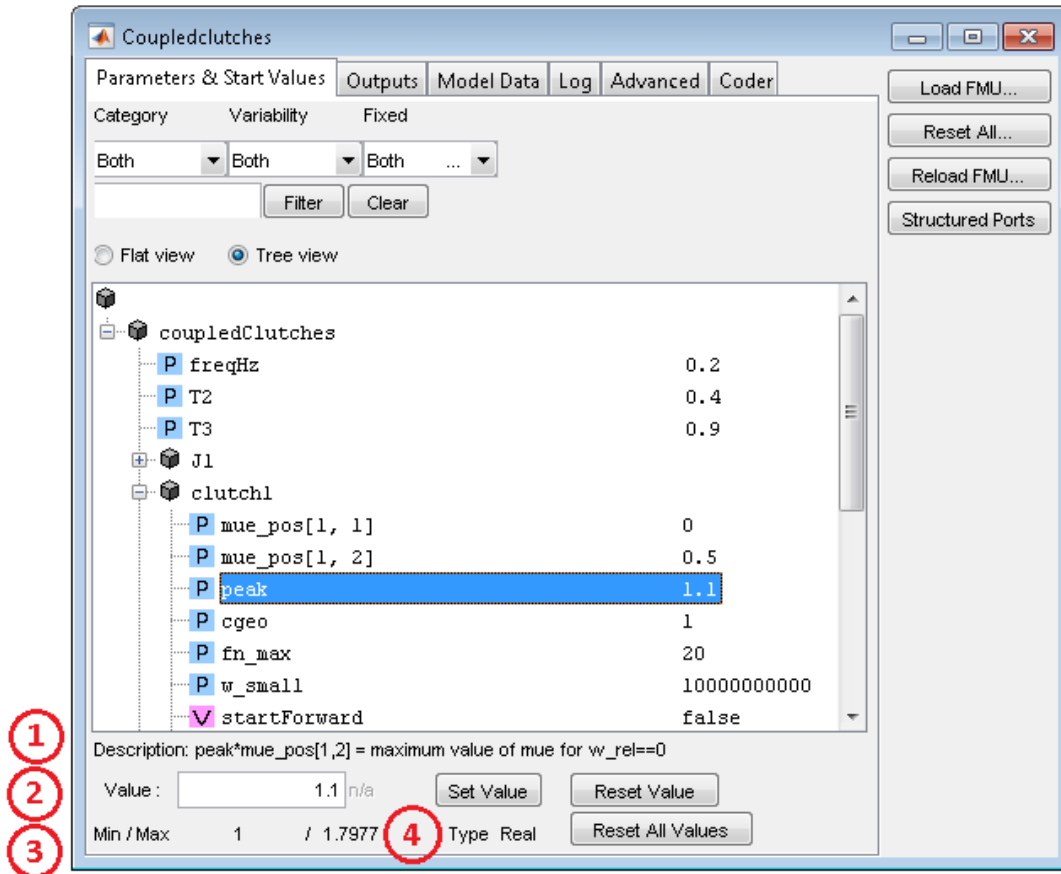 Coupledclutches
Parameters & Start Values Outputs Model Data Log Advanced Coder
Load FMU...
Category Variability Fixed
Reset All...
Both Both Both ...
Reload FMU...
Filter Clear
Structured Ports
Flat view Tree view
coupledClutches
P freqHz 0.2
P T2 0.4
P T3 0.9
J1
clutch1
P mue_pos[1, 1] 0
P mue_pos[1, 2] 0.5
P peak 1.1
P cgeo 1
P fn_max 20
P w_small 10000000000
V startForward false
1
Description: peak*mue_pos[1,2] = maximum value of mue for w_rel==0
2 Value : 1.1 n/a Set Value Reset Value
3 Min / Max 1 / 1.7977 4 Type Real Reset All Values